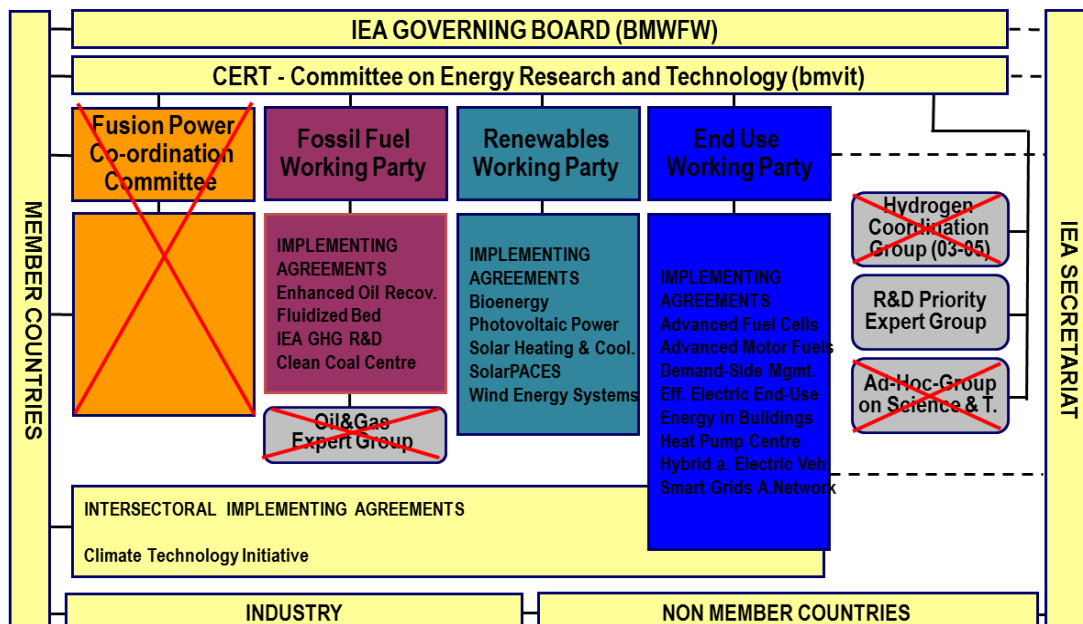 IEA GOVERNING BOARD (BMWFW)
CERT - Committee on Energy Research and Technology (bmvit)
MEMBER COUNTRIES
Fusion Power
Co-ordination
Committee
Fossil Fuel
Working Party
Renewables
Working Party
End Use
Working Party
IMPLEMENTING
AGREEMENTS
Enhanced Oil Recov.
Fluidized Bed
IEA GHG R&D
Clean Coal Centre
Oil&Gas
Expert Group
IMPLEMENTING
AGREEMENTS
Bioenergy
Photovoltaic Power
Solar Heating & Cool.
SolarPACES
Wind Energy Systems
IMPLEMENTING
AGREEMENTS
Advanced Fuel Cells
Advanced Motor Fuels
Demand-Side Mgmt.
Eff. Electric End-Use
Energy in Buildings
Heat Pump Centre
Hybrid a. Electric Veh.
Smart Grids A.Network
Hydrogen
Coordination
Group (03-05)
R&D Priority
Expert Group
Ad-Hoc-Group
on Science & T.
IEA SECRETARIAT
INTERSECTORAL IMPLEMENTING AGREEMENTS
Climate Technology Initiative
INDUSTRY
NON MEMBER COUNTRIES